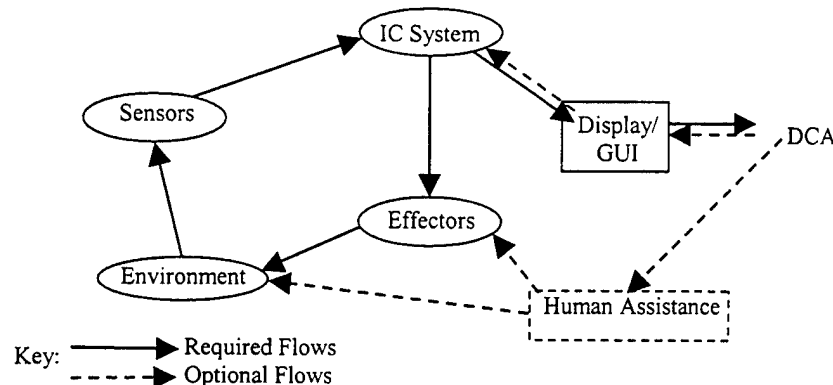 IC System
Sensors
Display/
GUI
DCA
Effectors
Environment
Human Assistance
Key:
Required Flows
Optional Flows